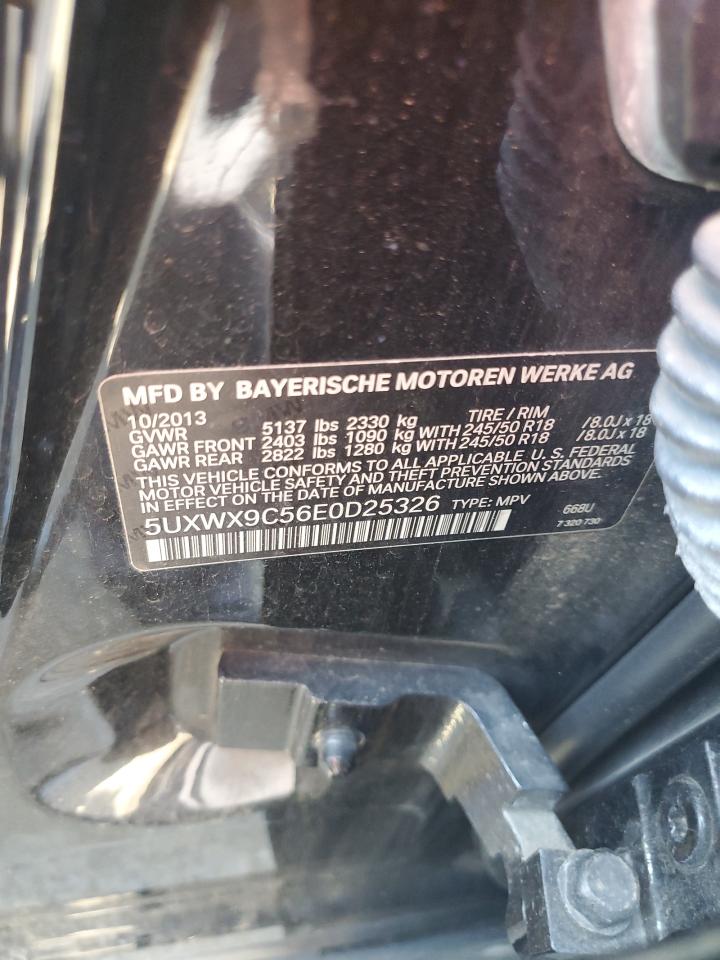 MFD BY BAYERISCHE MOTOREN WERKE AG
10/2013 TIRE / RIM
GVWR 5137 lbs 2330 kg
GAWR FRONT 2403 lbs 1090 kg WITH 245/50 R18 /8.0J x 18
GAWR REAR 2822 lbs 1280 kg WITH 245/50 R18 /8.0J x 18
THIS VEHICLE CONFORMS TO ALL APPLICABLE U. S. FEDERAL
MOTOR VEHICLE SAFETY AND THEFT PREVENTION STANDARDS
IN EFFECT ON THE DATE OF MANUFACTURE SHOWN ABOVE.
5UXWX9C56E0D25326 TYPE: MPV 668U
7 320 730